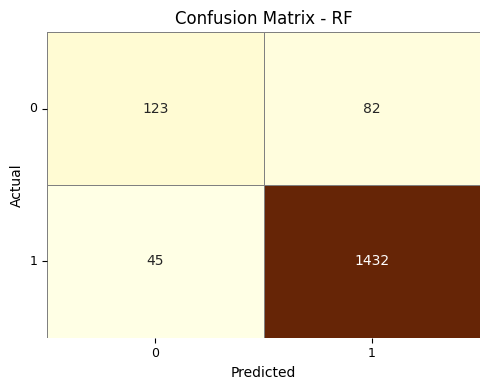 Confusion Matrix - RF
0
123
82
Actual
1
45
1432
0
1
Predicted